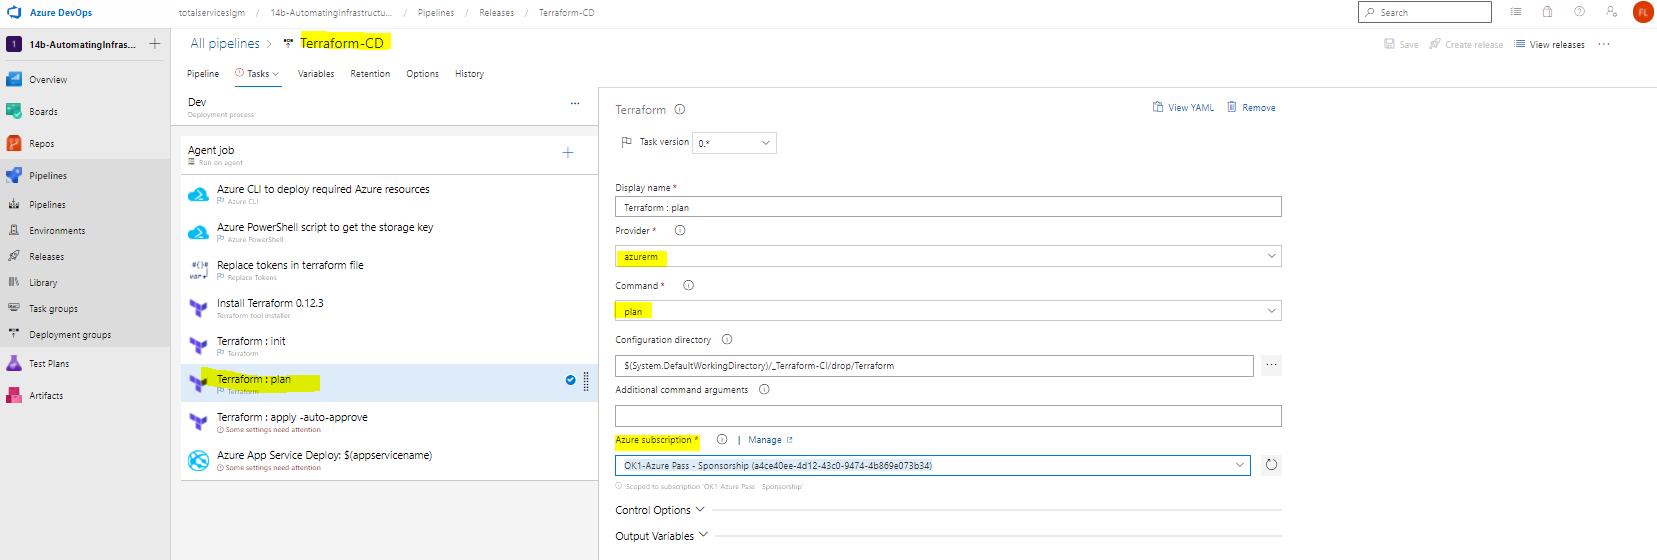 Azure DevOps
totalserviceslgm / 14b-AutomatingInfrastructu... / Pipelines / Releases / Terraform-CD
Search
FL
1 14b-AutomatingInfras...
All pipelines > Terraform-CD
Save Create release View releases ...
Pipeline Tasks Variables Retention Options History
Overview
Boards
Repos
Pipelines
Pipelines
Environments
Releases
Library
Task groups
Deployment groups
Test Plans
Artifacts
Dev
Deployment process
Agent job
Run on agent
Azure CLI to deploy required Azure resources
Azure CLI
Azure PowerShell script to get the storage key
Azure PowerShell
Replace tokens in terraform file
Replace Tokens
Install Terraform 0.12.3
Terraform tool installer
Terraform : init
Terraform
Terraform : plan
Terraform
Terraform : apply -auto-approve
Some settings need attention
Azure App Service Deploy: $(appservicename)
Some settings need attention
Terraform
View YAML Remove
Task version 0.*
Display name *
Terraform : plan
Provider *
azurerm
Command *
plan
Configuration directory
$(System.DefaultWorkingDirectory)/_Terraform-CI/drop/Terraform
Additional command arguments
Azure subscription * | Manage
OK1-Azure Pass - Sponsorship (a4ce40ee-4d12-43c0-9474-4b869e073b34)
Scoped to subscription 'OK1-Azure Pass - Sponsorship'
Control Options
Output Variables